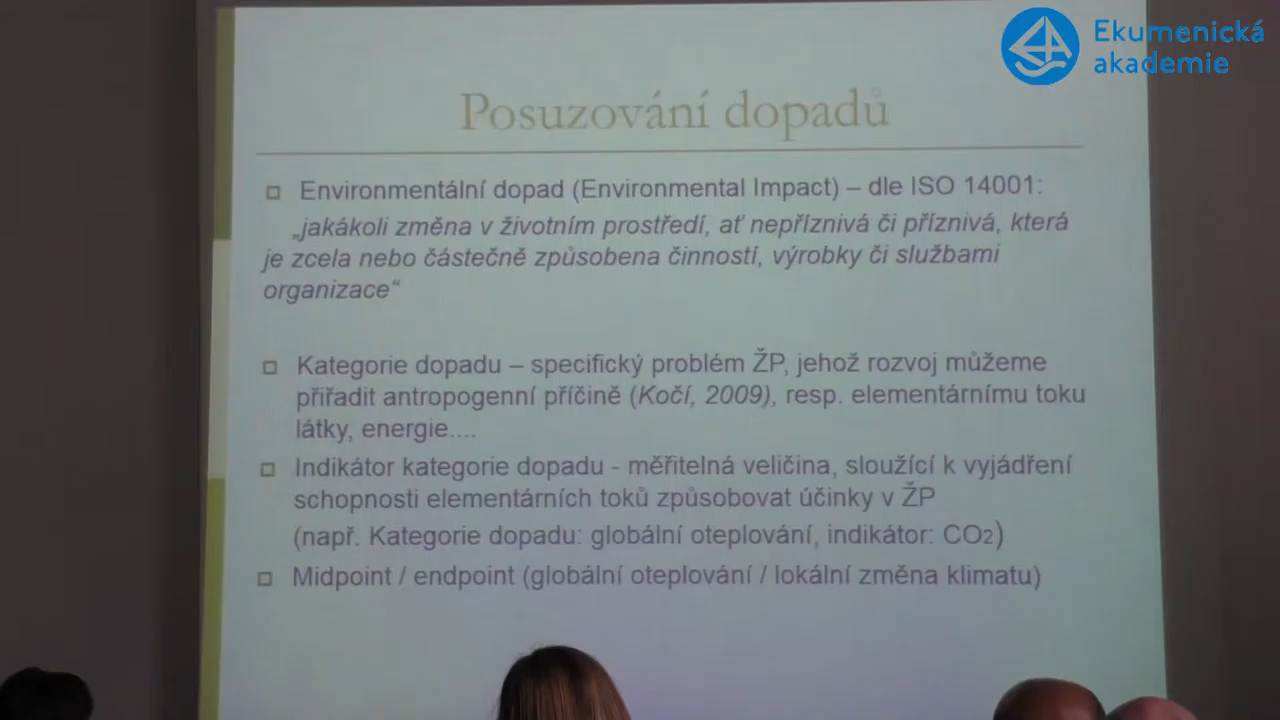 Ekumenická
akademie
Posuzování dopadů
Environmentální dopad (Environmental Impact) – dle ISO 14001:
„jakákoli změna v životním prostředí, ať nepříznivá či příznivá, která
je zcela nebo částečně způsobena činností, výrobky či službami
organizace“
Kategorie dopadu – specifický problém ŽP, jehož rozvoj můžeme
přiřadit antropogenní příčině (Kočí, 2009), resp. elementárnímu toku
látky, energie....
Indikátor kategorie dopadu - měřitelná veličina, sloužící k vyjádření
schopnosti elementárních toků způsobovat účinky v ŽP
(např. Kategorie dopadu: globální oteplování, indikátor: CO2)
Midpoint / endpoint (globální oteplování / lokální změna klimatu)